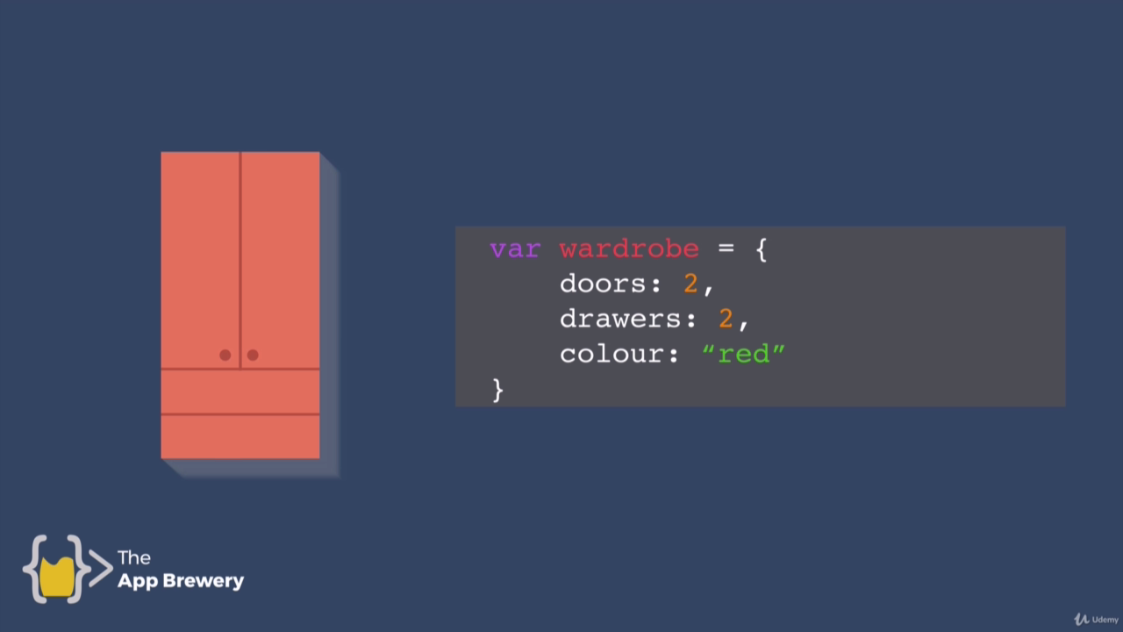 var wardrobe = {
doors: 2,
drawers: 2,
colour: “red”
}
The
App Brewery
Udemy